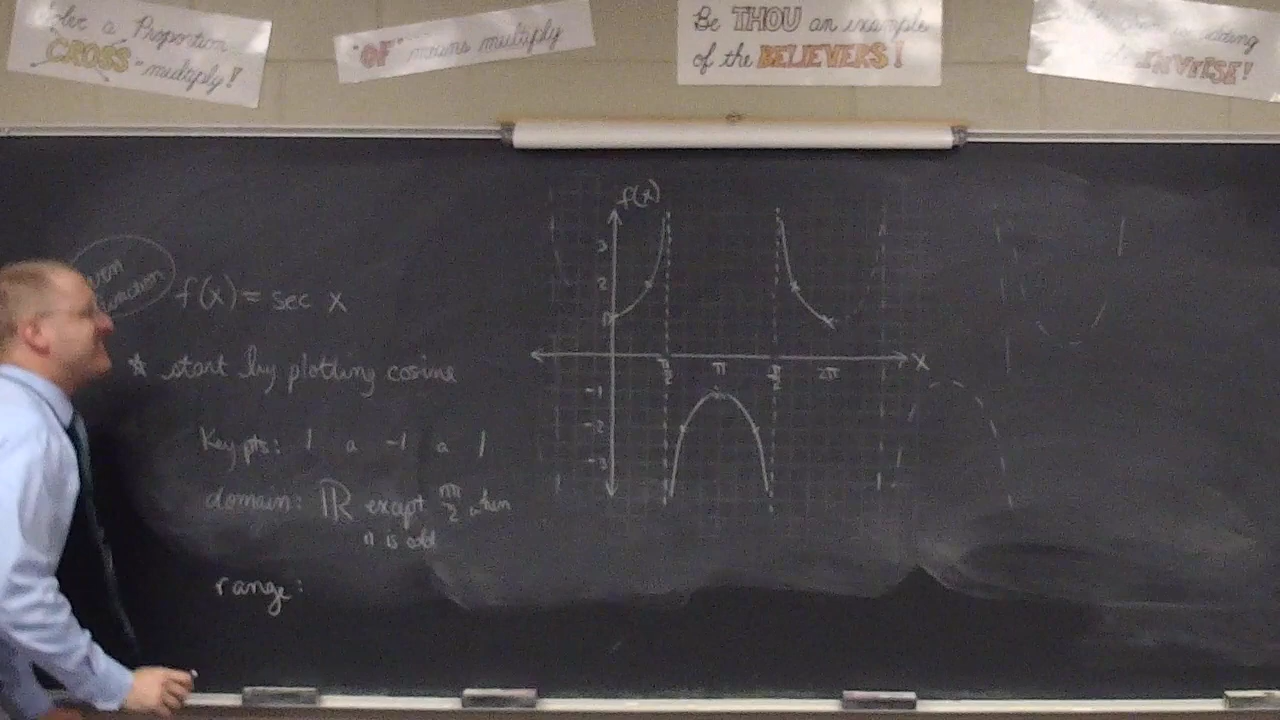 Solve a Proportion
"CROSS" multiply!
"OF" means multiply
Be THOU an example
of the BELIEVERS!
adding
INVERSE!
even
function
f(x) = sec x
* start by plotting cosine
Key pts: 1 a -1 a 1
domain: ℝ except nπ/2 when
n is odd
range:
f(x)
3
2
1
-1
-2
-3
π/2
π
3π/2
2π
x